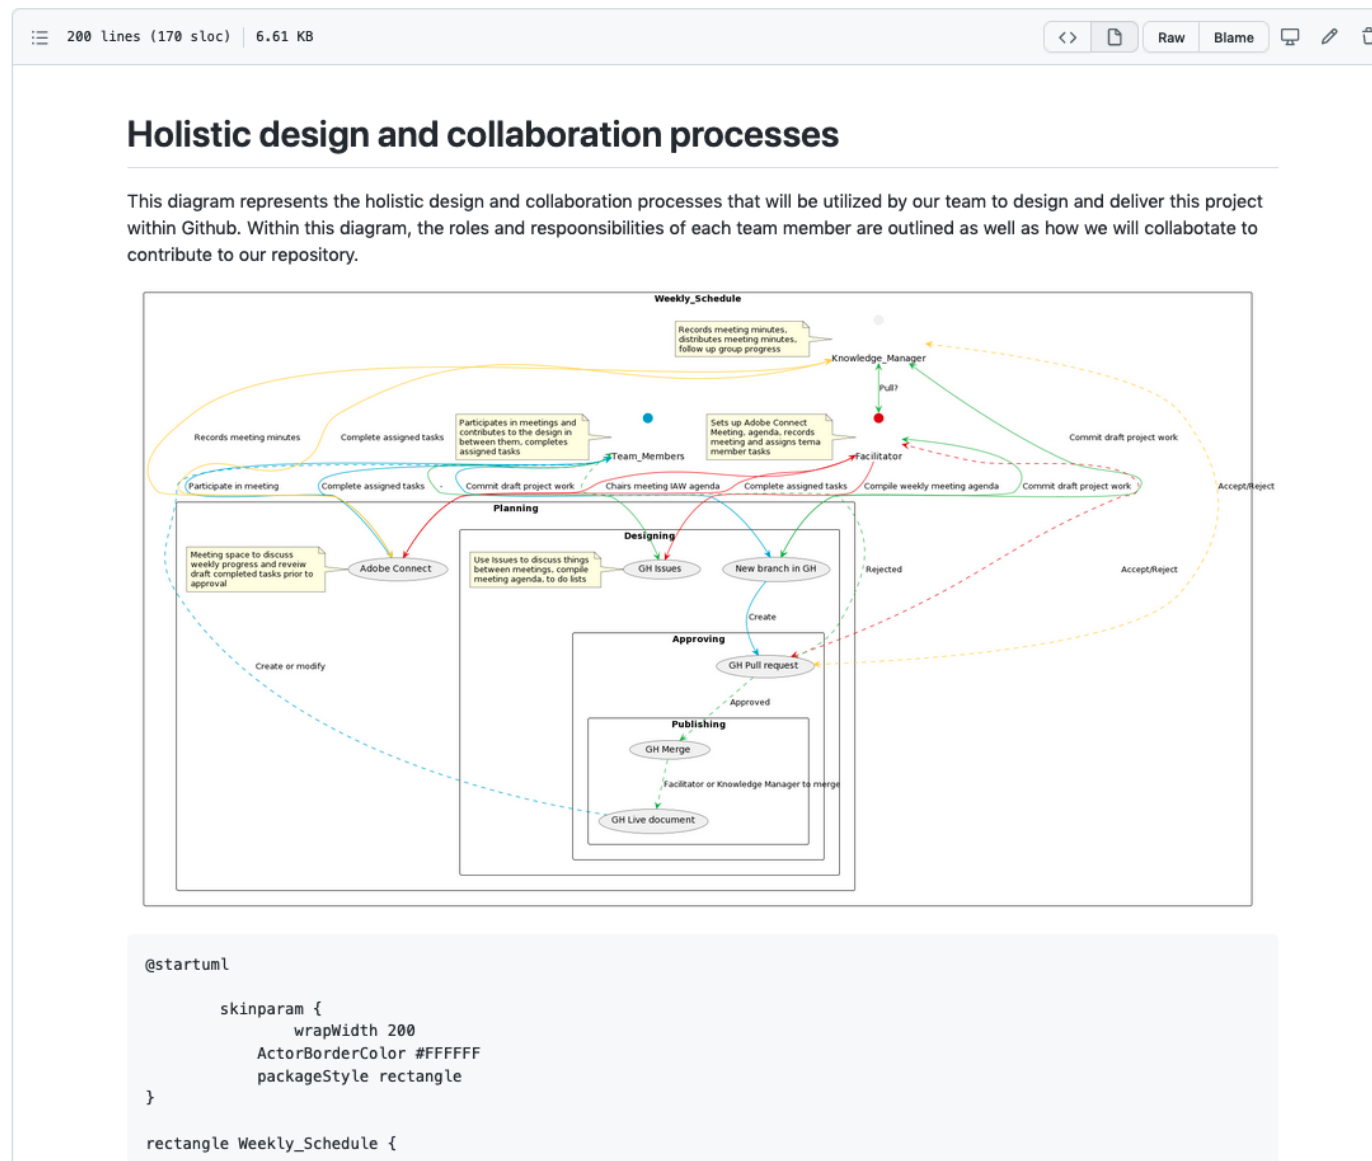 200 lines (170 sloc) 6.61 KB
<> Raw Blame
Holistic design and collaboration processes
This diagram represents the holistic design and collaboration processes that will be utilized by our team to design and deliver this project
within Github. Within this diagram, the roles and respoonsibilities of each team member are outlined as well as how we will collabotate to
contribute to our repository.
Weekly_Schedule
Records meeting minutes,
distributes meeting minutes,
follow up group progress
Knowledge_Manager
Pull?
Participates in meetings and
contributes to the design in
between them, completes
assigned tasks
Sets up Adobe Connect
Meeting, agenda, records
meeting and assigns tema
member tasks
Records meeting minutes
Complete assigned tasks
Commit draft project work
Team_Members
Facilitator
Participate in meeting
Complete assigned tasks
-
Commit draft project work
Chairs meeting IAW agenda
Complete assigned tasks
Compile weekly meeting agenda
Commit draft project work
Accept/Reject
Planning
Designing
Meeting space to discuss
weekly progress and reveiw
draft completed tasks prior to
approval
Adobe Connect
Use Issues to discuss things
between meetings, compile
meeting agenda, to do lists
GH Issues
New branch in GH
Rejected
Accept/Reject
Create
Approving
Create or modify
GH Pull request
Approved
Publishing
GH Merge
Facilitator or Knowledge Manager to merge
GH Live document
@startuml
skinparam {
wrapWidth 200
ActorBorderColor #FFFFFF
packageStyle rectangle
}
rectangle Weekly_Schedule {